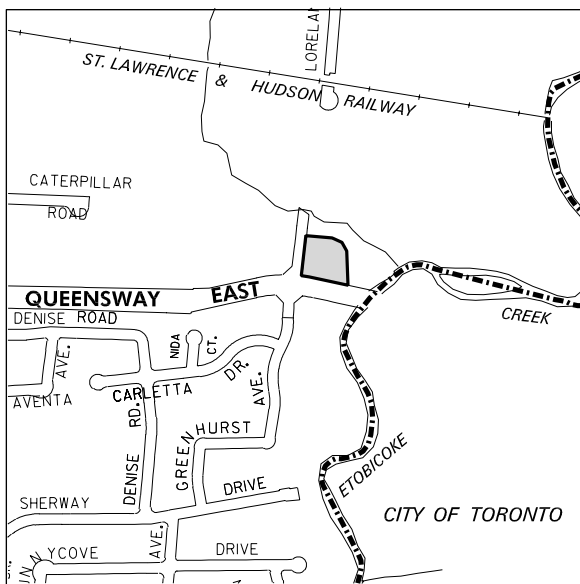 LORELA
ST. LAWRENCE & HUDSON RAILWAY
CATERPILLAR
ROAD
QUEENSWAY EAST
DENISE ROAD
CREEK
NIDA CT.
AVE.
DR.
CARLETTA
AVENTA
AVE.
RD.
HURST
GREEN
DENISE
ETOBICOKE
DRIVE
SHERWAY
CITY OF TORONTO
AVE.
YCOVE DRIVE